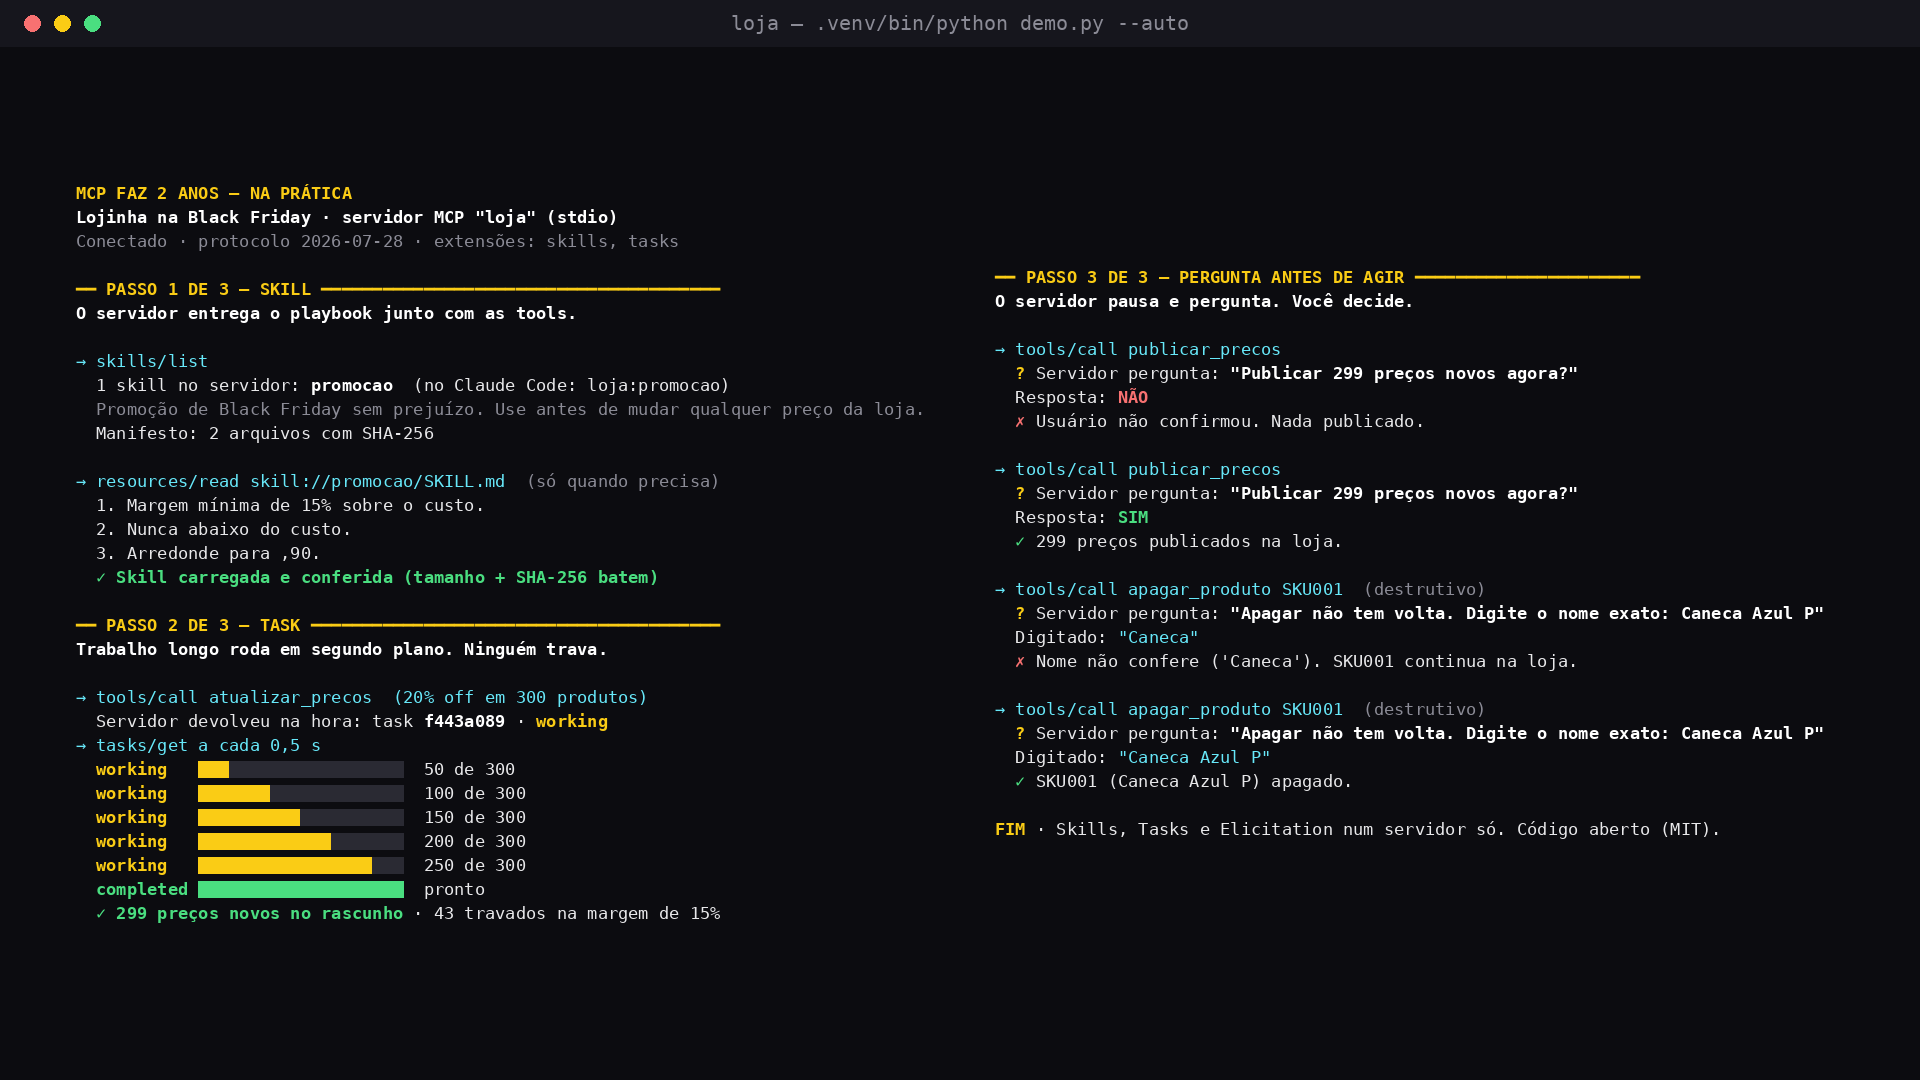 loja — .venv/bin/python demo.py --auto
MCP FAZ 2 ANOS — NA PRÁTICA
Lojinha na Black Friday · servidor MCP "loja" (stdio)
Conectado · protocolo 2026-07-28 · extensões: skills, tasks
━━ PASSO 1 DE 3 — SKILL ━━━━━━━━━━━━━━━━━━━━━━━━━━━━━━━━━━━━━━━
O servidor entrega o playbook junto com as tools.
→ skills/list
1 skill no servidor: promocao (no Claude Code: loja:promocao)
Promoção de Black Friday sem prejuízo. Use antes de mudar qualquer preço da loja.
Manifesto: 2 arquivos com SHA-256
→ resources/read skill://promocao/SKILL.md (só quando precisa)
1. Margem mínima de 15% sobre o custo.
2. Nunca abaixo do custo.
3. Arredonde para ,90.
✓ Skill carregada e conferida (tamanho + SHA-256 batem)
━━ PASSO 2 DE 3 — TASK ━━━━━━━━━━━━━━━━━━━━━━━━━━━━━━━━━━━━━━━━
Trabalho longo roda em segundo plano. Ninguém trava.
→ tools/call atualizar_precos (20% off em 300 produtos)
Servidor devolveu na hora: task f443a089 · working
→ tasks/get a cada 0,5 s
working 50 de 300
working 100 de 300
working 150 de 300
working 200 de 300
working 250 de 300
completed pronto
✓ 299 preços novos no rascunho · 43 travados na margem de 15%
━━ PASSO 3 DE 3 — PERGUNTA ANTES DE AGIR ━━━━━━━━━━━━━━━━━━━━━━
O servidor pausa e pergunta. Você decide.
→ tools/call publicar_precos
? Servidor pergunta: "Publicar 299 preços novos agora?"
Resposta: NÃO
✗ Usuário não confirmou. Nada publicado.
→ tools/call publicar_precos
? Servidor pergunta: "Publicar 299 preços novos agora?"
Resposta: SIM
✓ 299 preços publicados na loja.
→ tools/call apagar_produto SKU001 (destrutivo)
? Servidor pergunta: "Apagar não tem volta. Digite o nome exato: Caneca Azul P"
Digitado: "Caneca"
✗ Nome não confere ('Caneca'). SKU001 continua na loja.
→ tools/call apagar_produto SKU001 (destrutivo)
? Servidor pergunta: "Apagar não tem volta. Digite o nome exato: Caneca Azul P"
Digitado: "Caneca Azul P"
✓ SKU001 (Caneca Azul P) apagado.
FIM · Skills, Tasks e Elicitation num servidor só. Código aberto (MIT).